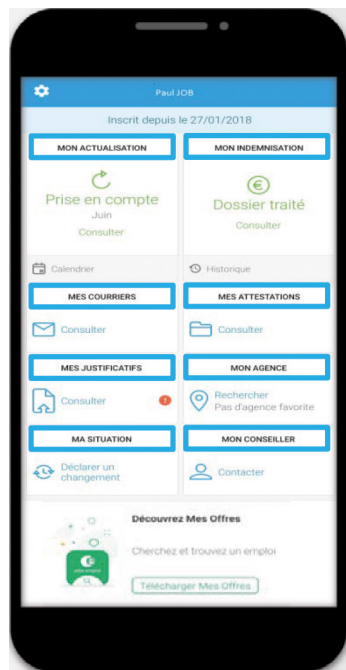 Paul JOB
Inscrit depuis le 27/01/2018
MON ACTUALISATION
MON INDEMNISATION
Prise en compte
Juin
Consulter
Dossier traité
Consulter
Calendrier
Historique
MES COURRIERS
MES ATTESTATIONS
Consulter
Consulter
MES JUSTIFICATIFS
MON AGENCE
Consulter
Rechercher
Pas d'agence favorite
MA SITUATION
MON CONSEILLER
Déclarer un
changement
Contacter
Découvrez Mes Offres
Cherchez et trouvez un emploi
Télécharger Mes Offres